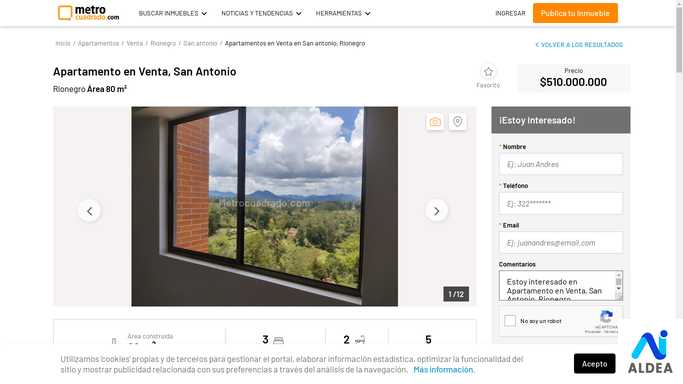 metro
cuadrado.com
BUSCAR INMUEBLES
NOTICIAS Y TENDENCIAS
HERRAMIENTAS
INGRESAR
Publica tu Inmueble
Inicio / Apartamentos / Venta / Rionegro / San antonio / Apartamentos en Venta en San antonio, Rionegro
VOLVER A LOS RESULTADOS
Apartamento en Venta, San Antonio
Rionegro Área 80 m²
Favorito
Precio
$510.000.000
Metrocuadrado.com
1 /12
¡Estoy Interesado!
* Nombre
Ej: Juan Andres
* Teléfono
Ej: 322*******
* Email
Ej: juanandres@email.com
Comentarios
Estoy interesado en
Apartamento en Venta, San
Antonio, Rionegro
No soy un robot
reCAPTCHA
Privacidad - Términos
Área construida
3
2
5
Utilizamos 'cookies' propias y de terceros para gestionar el portal, elaborar información estadística, optimizar la funcionalidad del
sitio y mostrar publicidad relacionada con sus preferencias a través del análisis de la navegación. Más información.
Acepto
ALDEA